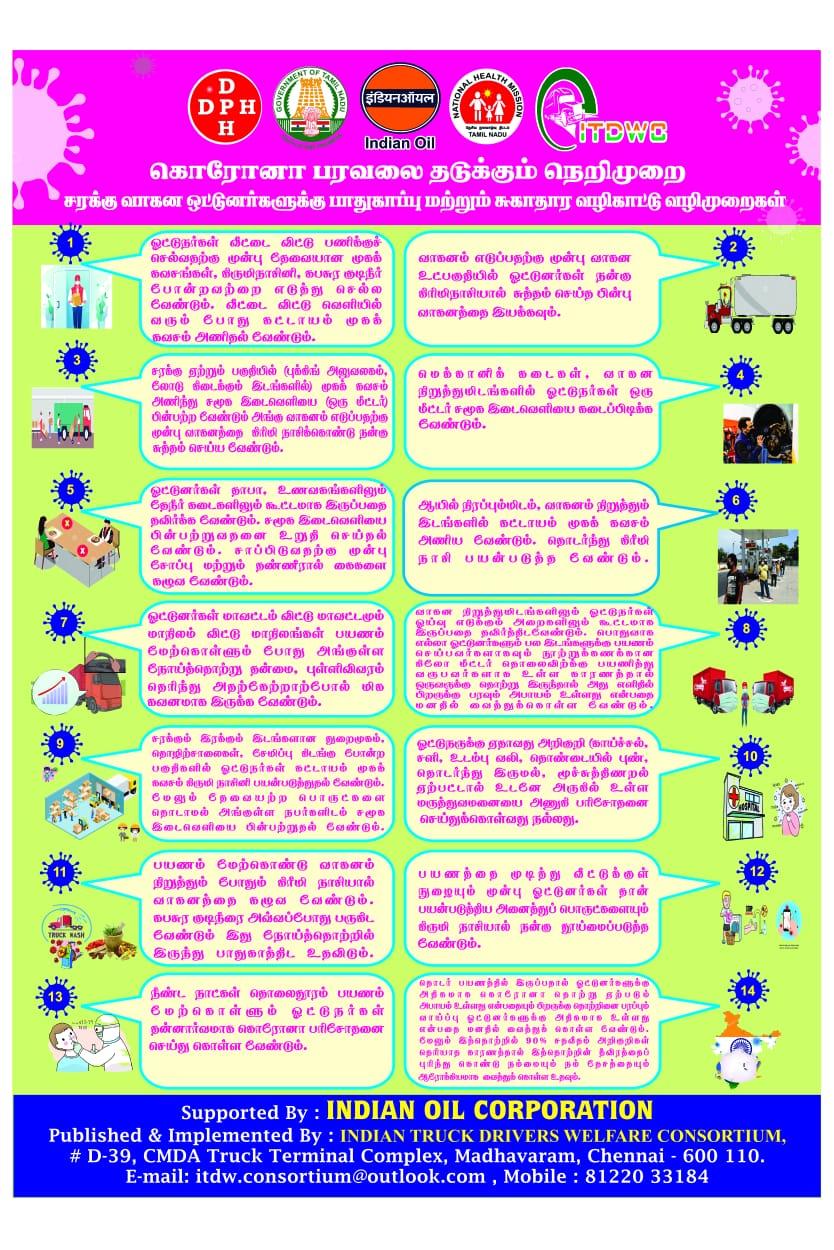 D
DPH
H
GOVERNMENT OF TAMIL NADU
इंडियनऑयल
Indian Oil
NATIONAL HEALTH MISSION
TAMIL NADU
ITDWC
கொரோனா பரவலை தடுக்கும் நெறிமுறை
சரக்கு வாகன ஒட்டுனர்களுக்கு பாதுகாப்பு மற்றும் சுகாதார வழிகாட்டு வழிமுறைகள்
1
ஓட்டுநர்கள் வீட்டை விட்டு பணிக்குச்
செல்வதற்கு முன்பு தேவையான முகக்
கவசங்கள், கிருமிநாசினி, கபசுர குடிநீர்
போன்றவற்றை எடுத்து செல்ல
வேண்டும். வீட்டை விட்டு வெளியில்
வரும் போது கட்டாயம் முகக்
கவசம் அணிதல் வேண்டும்.
2
வாகனம் எடுப்பதற்கு முன்பு வாகன
உட்பகுதியில் ஓட்டுனர்கள் நன்கு
கிரிமிநாசியால் சுத்தம் செய்த பின்பு
வாகனத்தை இயக்கவும்.
3
சரக்கு ஏற்றும் பகுதியில் (புக்கிங் அலுவலகம்,
லோடு கிடைக்கும் இடங்களில்) முகக் கவசம்
அணிந்து சமூக இடைவெளியை (ஒரு மீட்டர்)
பின்பற்ற வேண்டும் அங்கு வாகனம் எடுப்பதற்கு
முன்பு வாகனத்தை கிரிமி நாசிக்கொண்டு நன்கு
சுத்தம் செய்ய வேண்டும்.
4
மெக்கானிக் கடைகள், வாகன
நிறுத்துமிடங்களில் ஓட்டுநர்கள் ஒரு
மீட்டர் சமூக இடைவெளியை கடைப்பிடிக்க
வேண்டும்.
5
ஓட்டுனர்கள் தாபா, உணவகங்களிலும்
தேநீர் கடைகளிலும் கூட்டமாக இருப்பதை
தவிர்க்க வேண்டும். சமூக இடைவெளியை
பின்பற்றுவதனை உறுதி செய்தல்
வேண்டும். சாப்பிடுவதற்கு முன்பு
சோப்பு மற்றும் தண்ணீரால் கைகளை
கழுவ வேண்டும்.
6
ஆயில் நிரப்பும்மிடம், வாகனம் நிறுத்தும்
இடங்களில் கட்டாயம் முகக் கவசம்
அணிய வேண்டும். தொடர்ந்து கிரிமி
நாசி பயன்படுத்த வேண்டும்.
7
ஓட்டுனர்கள் மாவட்டம் விட்டு மாவட்டமும்
மாநிலம் விட்டு மாநிலங்கள் பயணம்
மேற்கொள்ளும் போது அங்குள்ள
நோய்த்தொற்று தன்மை, புள்ளிவிவரம்
தெரிந்து அதற்கேற்றாற்போல் மிக
கவனமாக இருக்க வேண்டும்.
8
வாகன நிறுத்துமிடங்களிலும் ஓட்டுநர்கள்
ஓய்வு எடுக்கும் அறைகளிலும் கூட்டமாக
இருப்பதை தவிர்த்திடவேண்டும். பொதுவாக
எல்லா ஓட்டுனர்களும் பல இடங்களுக்கு பயணம்
செய்பவர்களாகவும் நூற்றுக்கணக்கான
கிலோ மீட்டர் தொலைவிற்க்கு பயணித்து
வருபவர்களாக உள்ள காரணத்தால்
ஒருவருக்கு தொற்று இருந்தால் அது எளிதில்
பிறருக்கு பரவும் அபாயம் உள்ளது என்பதை
மனதில் வைத்துக்கொள்ள வேண்டும்.
9
சரக்கும் இரக்கும் இடங்களான துறைமுகம்,
தொழிற்சாலைகள், சேமிப்பு கிடங்கு போன்ற
பகுதிகளில் ஓட்டுநர்கள் கட்டாயம் முகக்
கவசம் கிருமி நாசினி பயன்படுத்துதல் வேண்டும்.
மேலும் தேவையற்ற பொருட்களை
தொடாமல் அங்குள்ள நபர்களிடம் சமூக
இடைவெளியை பின்பற்றுதல் வேண்டும்.
10
ஓட்டுநருக்கு ஏதாவது அறிகுறி (காய்ச்சல்,
சளி, உடம்பு வலி, தொண்டையில் புண்,
தொடர்ந்து இருமல், மூச்சுத்திணறல்
ஏற்பட்டால் உடனே அருகில் உள்ள
மருத்துவமனையை அணுகி பரிசோதனை
செய்துக்கொள்வது நல்லது.
HOSPITAL
11
பயணம் மேற்கொண்டு வாகனம்
நிறுத்தும் போதும் கிரிமி நாசியால்
வாகனத்தை கழுவ வேண்டும்.
கபசுர குடிநீரை அவ்வப்போது பருகிட
வேண்டும் இது நோய்த்தொற்றில்
இருந்து பாதுகாத்திட உதவிடும்.
TRUCK WASH
12
பயணத்தை முடித்து வீட்டுக்குள்
நுழையும் முன்பு ஓட்டுனர்கள் தான்
பயன்படுத்திய அனைத்துப் பொருட்களையும்
கிருமி நாசியால் நன்கு தூய்மைப்படுத்த
வேண்டும்.
13
நீண்ட நாட்கள் தொலைதூரம் பயணம்
மேற்கொள்ளும் ஓட்டுநர்கள்
தன்னார்வமாக கொரோனா பரிசோதனை
செய்து கொள்ள வேண்டும்.
14
தொடர் பயணத்தில் இருப்பதால் ஓட்டுனர்களுக்கு
அதிகமாக கொரோனா தொற்று ஏற்படும்
அபாயம் உள்ளது என்பதையும் பிறருக்கு தொற்றினை பரப்பும்
வாய்ப்பு ஓட்டுனர்களுக்கு அதிகமாக உள்ளது
என்பதை மனதில் வைத்துக் கொள்ள வேண்டும்.
மேலும் இத்தொற்றில் 90% சதவீதம் அறிகுறிகள்
தெரியாத காரணத்தால் இத்தொற்றின் தீவிரத்தைப்
புரிந்து கொண்டு நம்மையும் நம் தேசத்தையும்
ஆரோக்கியமாக வைத்துக் கொள்ள உதவும்.
Supported By : INDIAN OIL CORPORATION
Published & Implemented By : INDIAN TRUCK DRIVERS WELFARE CONSORTIUM,
# D-39, CMDA Truck Terminal Complex, Madhavaram, Chennai - 600 110.
E-mail: itdw.consortium@outlook.com , Mobile : 81220 33184